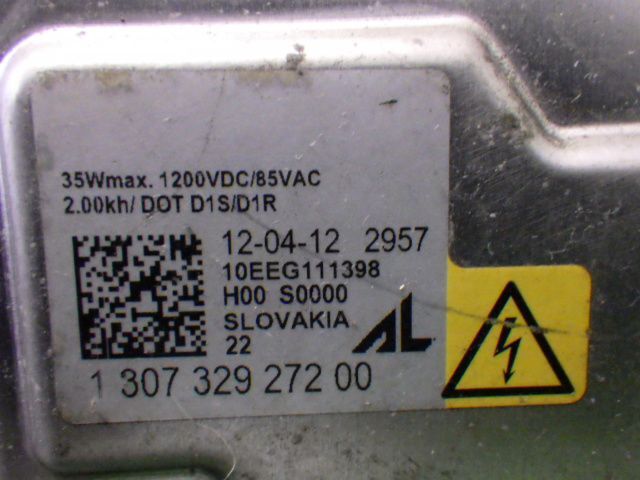 35Wmax. 1200VDC/85VAC
2.00kh/ DOT D1S/D1R
12-04-12 2957
10EEG111398
H00 S0000
SLOVAKIA
22
AL
1 307 329 272 00